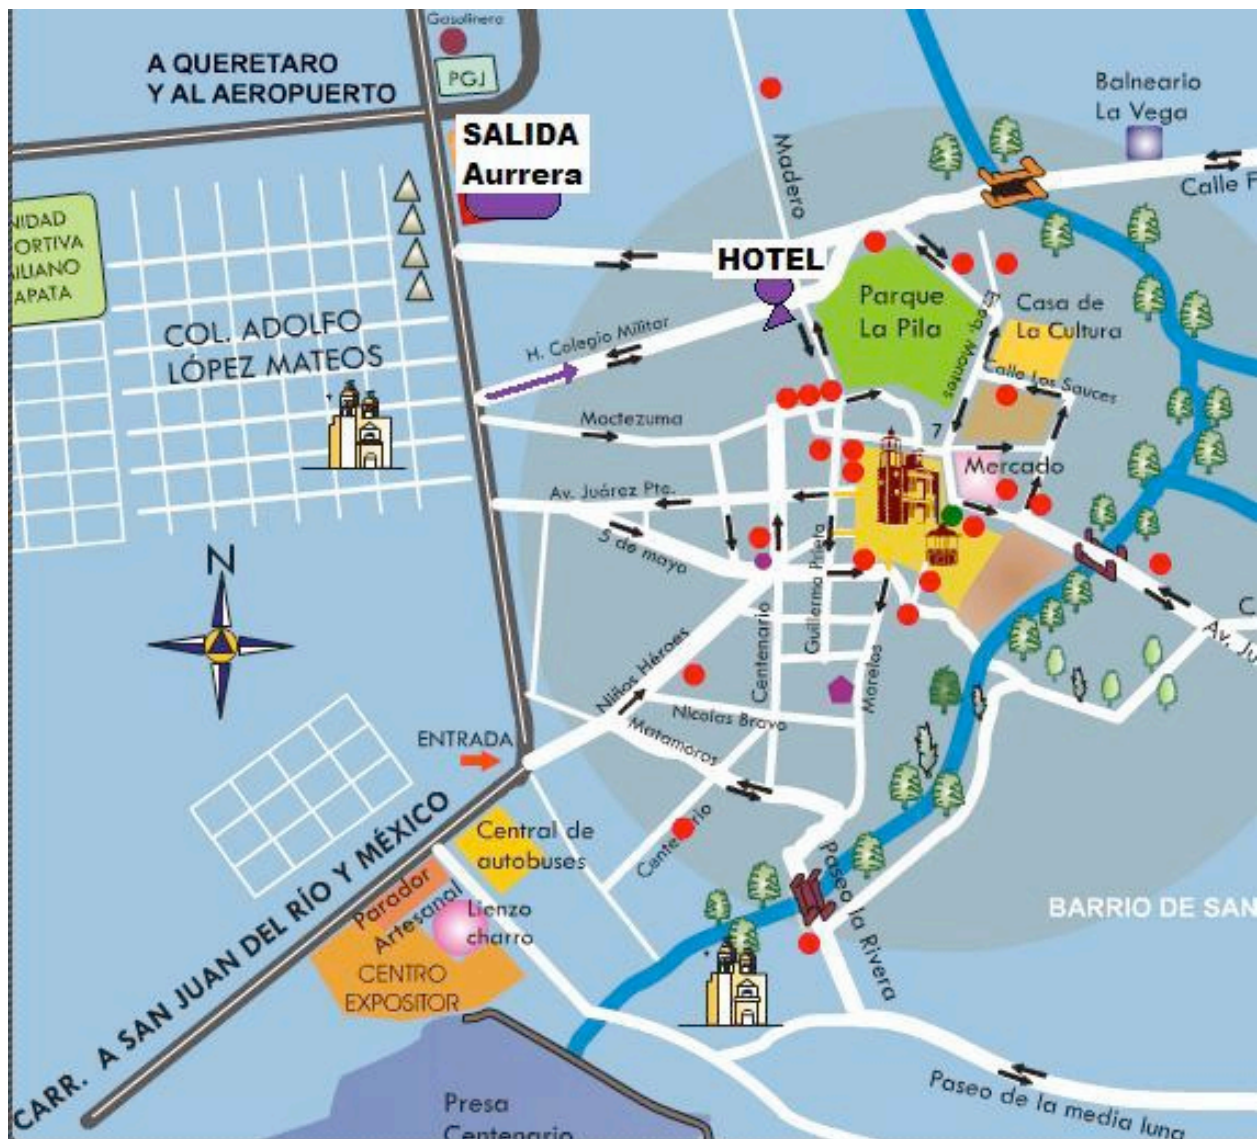 Gasolinera
PGJ
A QUERETARO
Y AL AEROPUERTO
SALIDA
Aurrera
Balneario
La Vega
Calle F
Madero
HOTEL
NIDAD
ORTIVA
ILIANO
APATA
COL. ADOLFO
LÓPEZ MATEOS
H. Colegio Militar
Parque
La Pila
Casa de
La Cultura
Ezeq. Montes
Calle Los Sauces
Moctezuma
7
Mercado
Av. Juárez Pte.
5 de mayo
Guillermo Prieto
Centenario
Morelos
N
Niños Héroes
Nicolas Bravo
Matamoros
ENTRADA
C
Av. Ju
Central de
autobuses
Parador
Artesanal
Lienzo
charro
CENTRO
EXPOSITOR
CARR. A SAN JUAN DEL RÍO Y MÉXICO
Paseo la Rivera
BARRIO DE SAN
Paseo de la media luna
Presa
Centenario